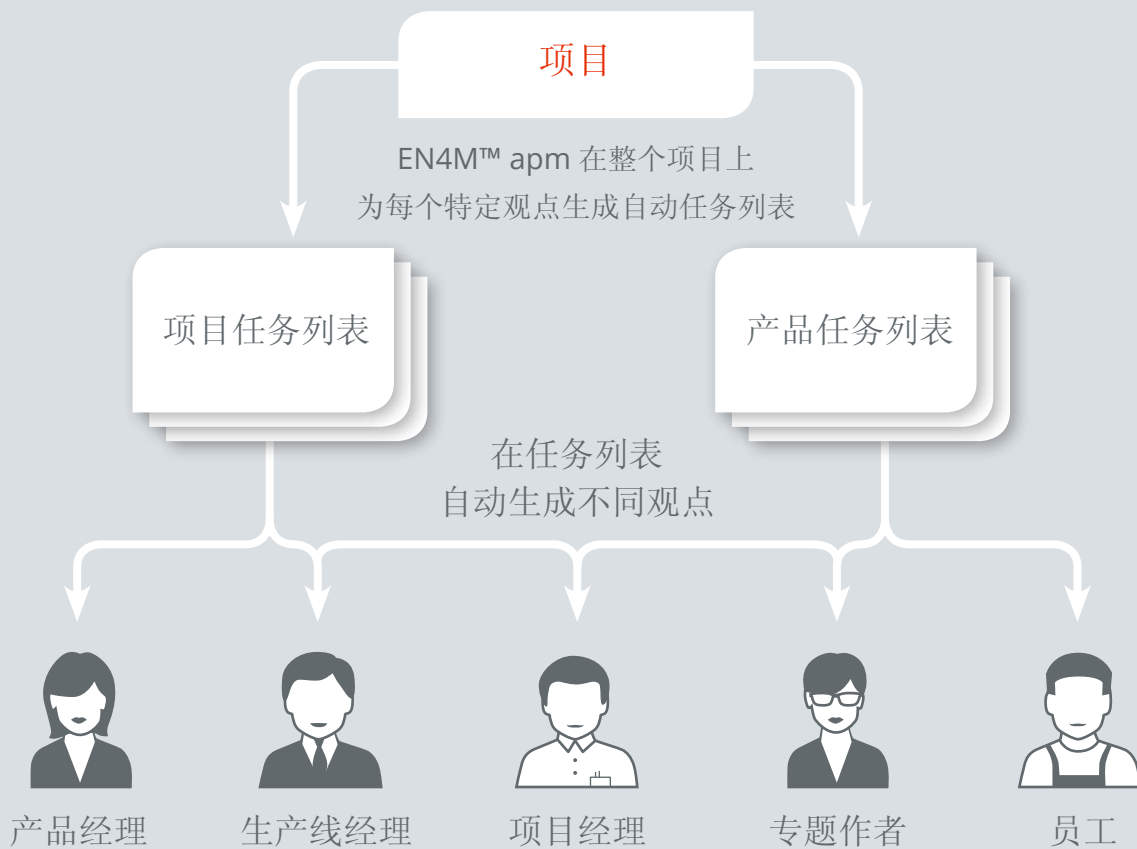 项目
EN4M™ apm 在整个项目上
为每个特定观点生成自动任务列表
项目任务列表
产品任务列表
在任务列表
自动生成不同观点
产品经理
生产线经理
项目经理
专题作者
员工